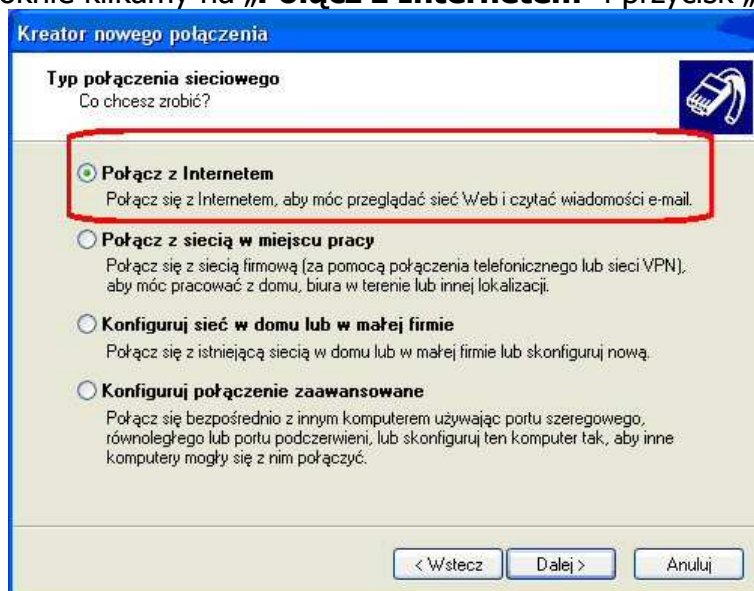 oknie klikamy na „Połącz z Internetem" i przycisk „
Kreator nowego połączenia
Typ połączenia sieciowego
Co chcesz zrobić?
Połącz z Internetem
Połącz się z Internetem, aby móc przeglądać sieć Web i czytać wiadomości e-mail.
Połącz z siecią w miejscu pracy
Połącz się z siecią firmową (za pomocą połączenia telefonicznego lub sieci VPN),
aby móc pracować z domu, biura w terenie lub innej lokalizacji.
Konfiguruj sieć w domu lub w małej firmie
Połącz się z istniejącą siecią w domu lub w małej firmie lub skonfiguruj nową.
Konfiguruj połączenie zaawansowane
Połącz się bezpośrednio z innym komputerem używając portu szeregowego,
równoległego lub portu podczerwieni, lub skonfiguruj ten komputer tak, aby inne
komputery mogły się z nim połączyć.
< Wstecz Dalej > Anuluj